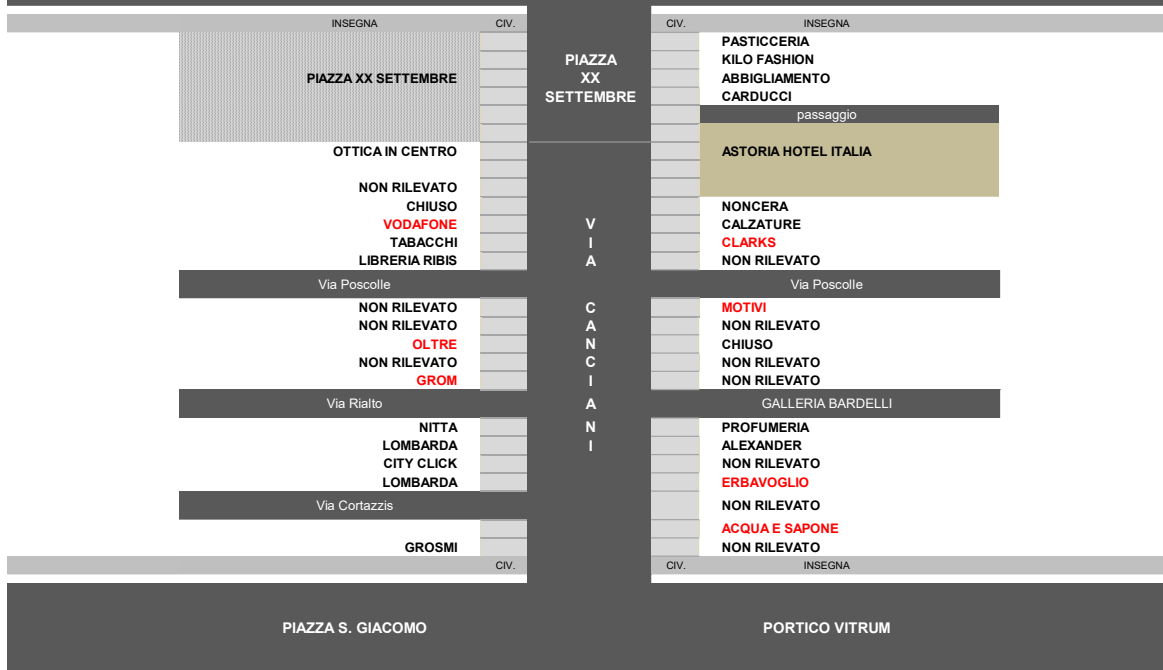 INSEGNA CIV. CIV. INSEGNA
PASTICCERIA
PIAZZA KILO FASHION
PIAZZA XX SETTEMBRE XX ABBIGLIAMENTO
SETTEMBRE CARDUCCI
passaggio
OTTICA IN CENTRO ASTORIA HOTEL ITALIA
NON RILEVATO
CHIUSO NONCERA
VODAFONE V CALZATURE
TABACCHI I CLARKS
LIBRERIA RIBIS A NON RILEVATO
Via Poscolle Via Poscolle
NON RILEVATO C MOTIVI
NON RILEVATO A NON RILEVATO
OLTRE N CHIUSO
NON RILEVATO C NON RILEVATO
GROM I NON RILEVATO
Via Rialto A GALLERIA BARDELLI
NITTA N PROFUMERIA
LOMBARDA I ALEXANDER
CITY CLICK NON RILEVATO
LOMBARDA ERBAVOGLIO
Via Cortazzis NON RILEVATO
ACQUA E SAPONE
GROSMI NON RILEVATO
CIV. CIV. INSEGNA
PIAZZA S. GIACOMO PORTICO VITRUM